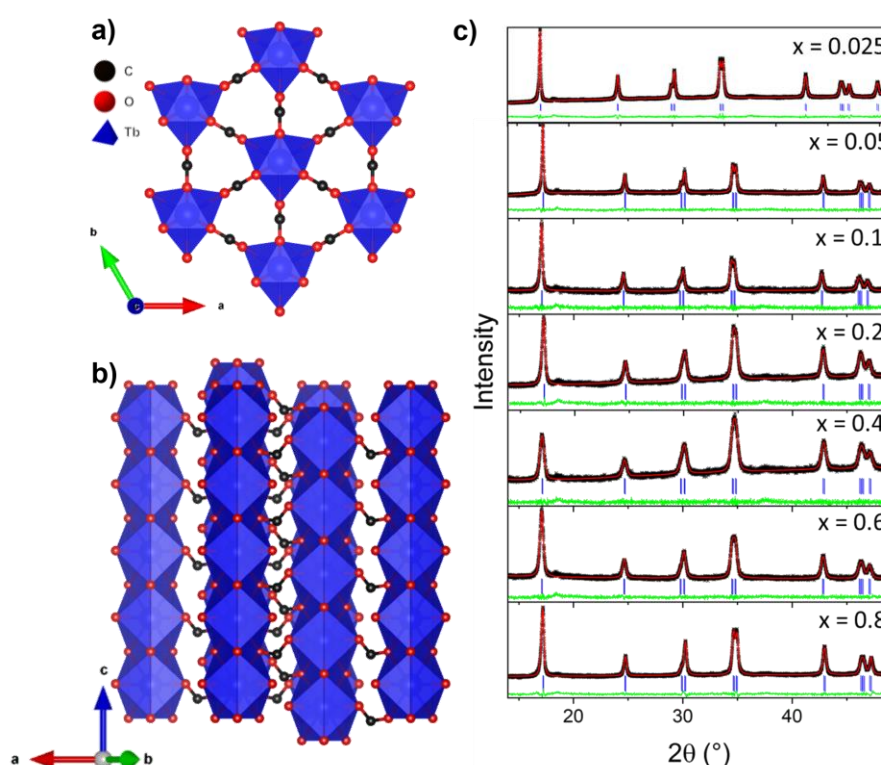 a)
C
O
Tb
b
c
a
b)
c
a
b
c)
x = 0.025
x = 0.05
x = 0.1
x = 0.2
x = 0.4
x = 0.6
x = 0.8
Intensity
20 30 40
2θ (°)